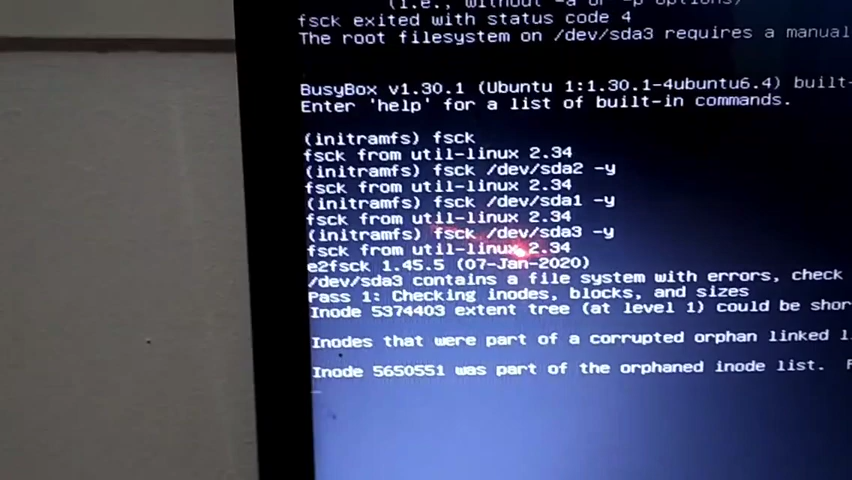 (i.e., without -a or -p options)
fsck exited with status code 4
The root filesystem on /dev/sda3 requires a manual
BusyBox v1.30.1 (Ubuntu 1:1.30.1-4ubuntu6.4) built-
Enter 'help' for a list of built-in commands.
(initramfs) fsck
fsck from util-linux 2.34
(initramfs) fsck /dev/sda2 -y
fsck from util-linux 2.34
(initramfs) fsck /dev/sda1 -y
fsck from util-linux 2.34
(initramfs) fsck /dev/sda3 -y
fsck from util-linux 2.34
e2fsck 1.45.5 (07-Jan-2020)
/dev/sda3 contains a file system with errors, check
Pass 1: Checking inodes, blocks, and sizes
Inode 5374403 extent tree (at level 1) could be shor
Inodes that were part of a corrupted orphan linked l
Inode 5650551 was part of the orphaned inode list. F